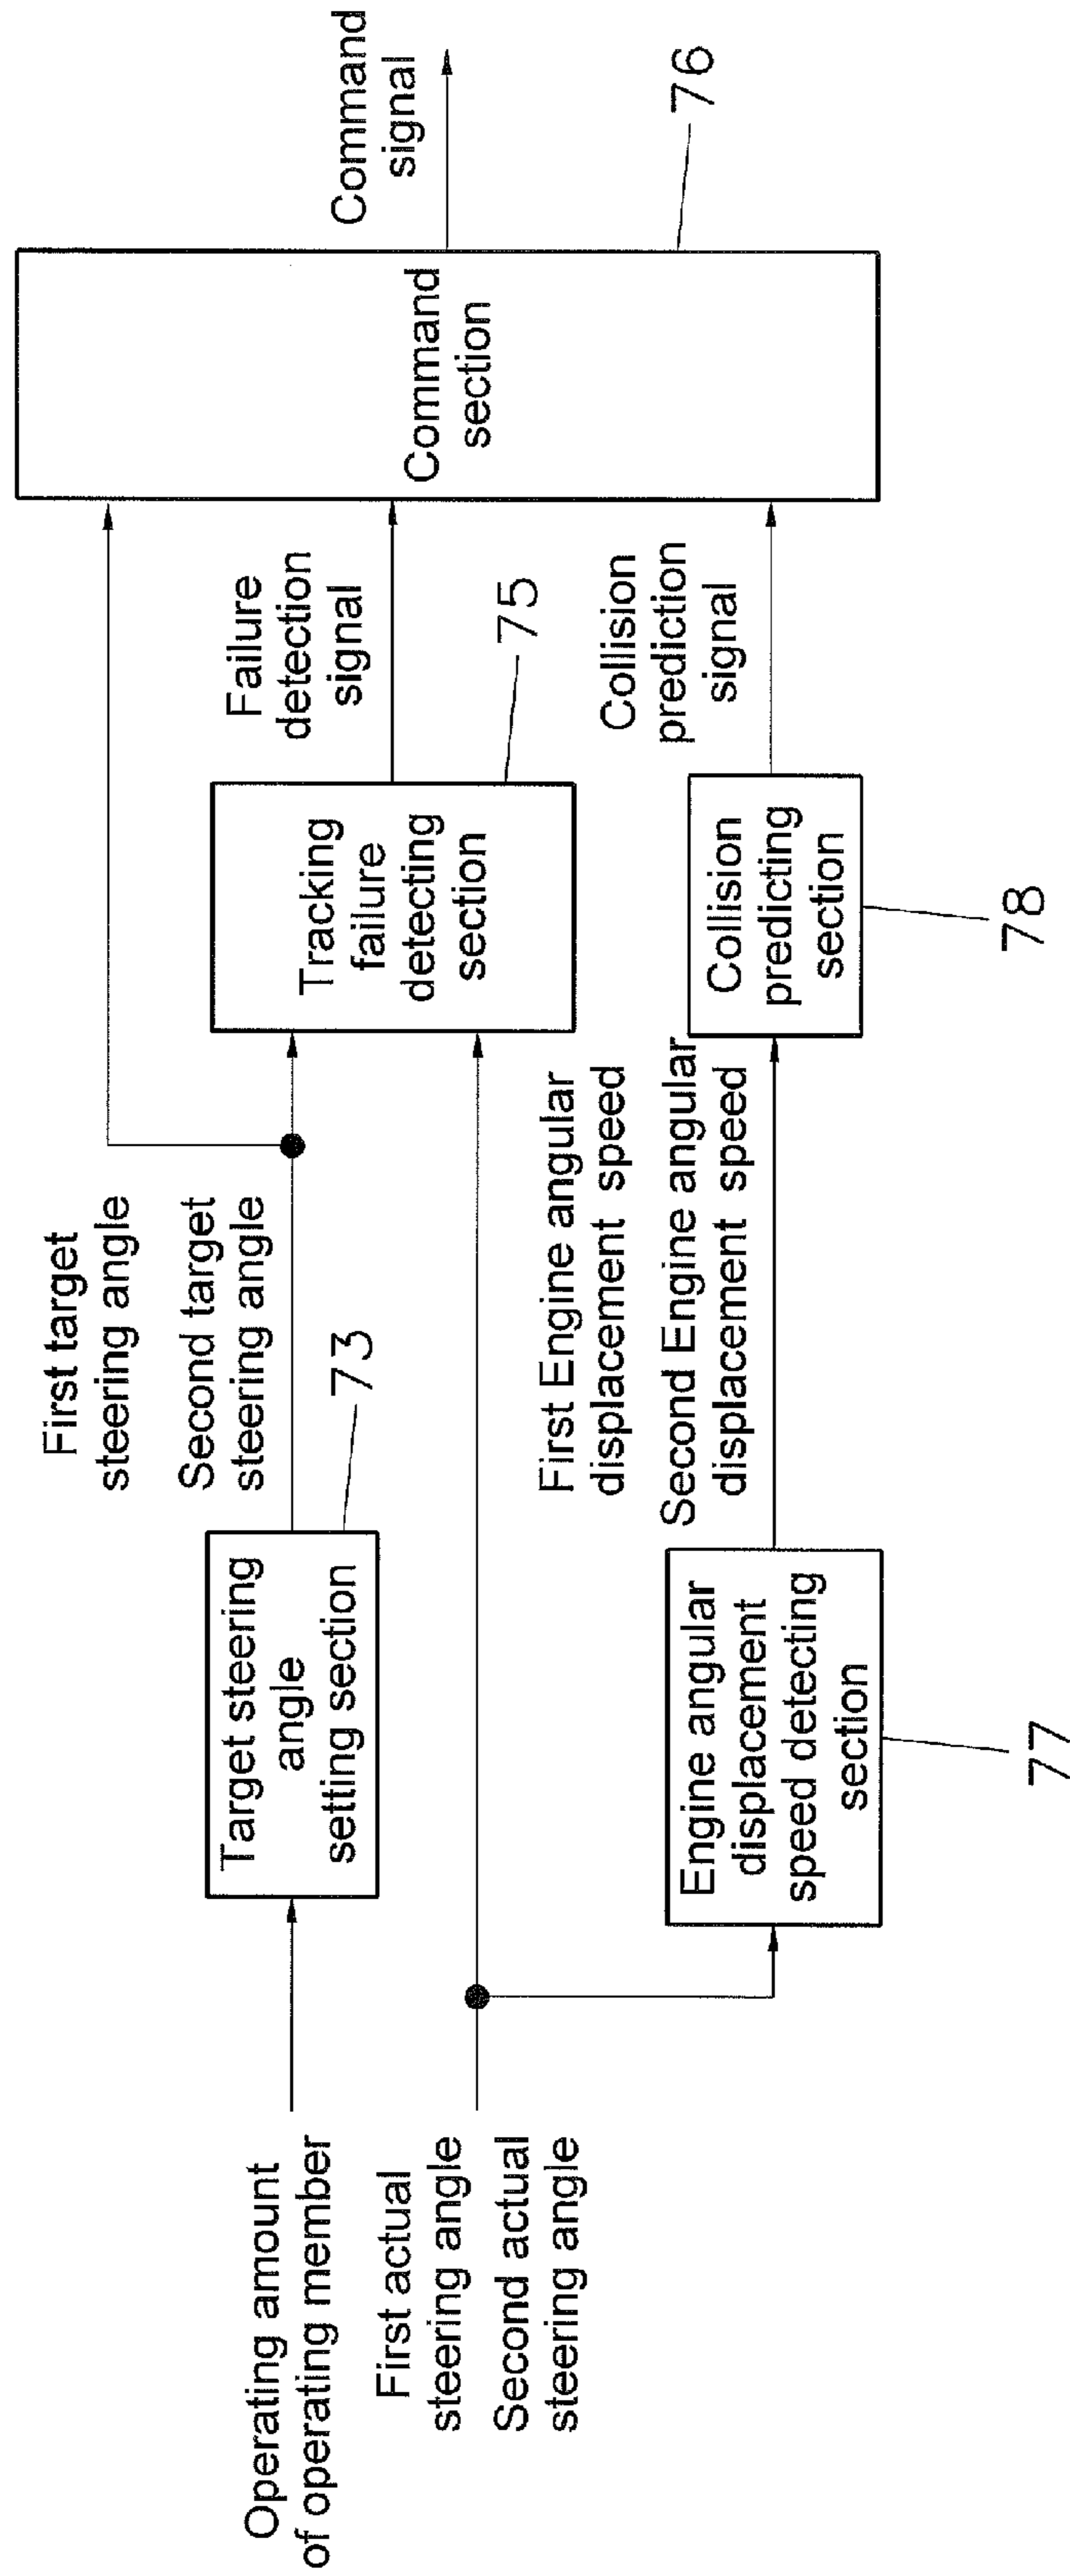 Operating amount
of operating member
First actual
steering angle
Second actual
steering angle
Target steering
angle
setting section
73
Engine angular
displacement
speed detecting
section
77
First target
steering angle
Second target
steering angle
First Engine angular
displacement speed
Second Engine angular
displacement speed
Tracking
failure
detecting
section
75
Collision
predicting
section
78
Failure
detection
signal
Collision
prediction
signal
Command
section
76
Command
signal